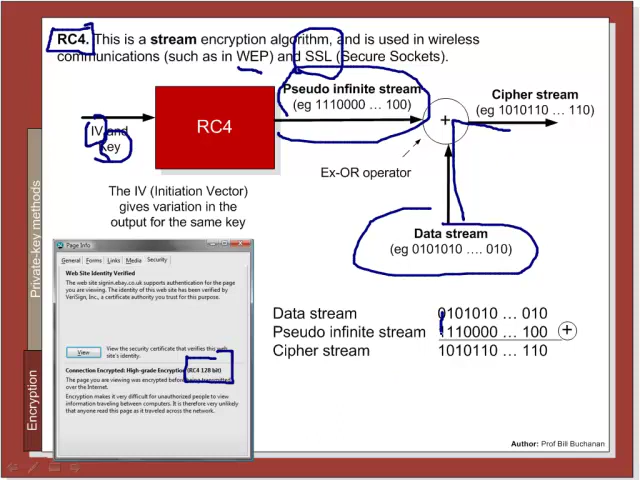 RC4. This is a stream encryption algorithm, and is used in wireless
communications (such as in WEP) and SSL (Secure Sockets).
Pseudo infinite stream
(eg 1110000 … 100)
Cipher stream
(eg 1010110 … 110)
IV and
key
RC4
+
Ex-OR operator
The IV (Initiation Vector)
gives variation in the
output for the same key
Data stream
(eg 0101010 …. 010)
Private-key methods
Encryption
Page Info
General Forms Links Media Security
Web Site Identity Verified
The web site signin.ebay.co.uk supports authentication for the page
you are viewing. The identity of this web site has been verified by
VeriSign, Inc., a certificate authority you trust for this purpose.
View
View the security certificate that verifies this web
site's identity.
Connection Encrypted: High-grade Encryption (RC4 128 bit)
The page you are viewing was encrypted before being transmitted
over the Internet.
Encryption makes it very difficult for unauthorized people to view
information traveling between computers. It is therefore very unlikely
that anyone read this page as it traveled across the network.
Data stream 0101010 … 010
Pseudo infinite stream 1110000 … 100 +
Cipher stream 1010110 … 110
Author: Prof Bill Buchanan